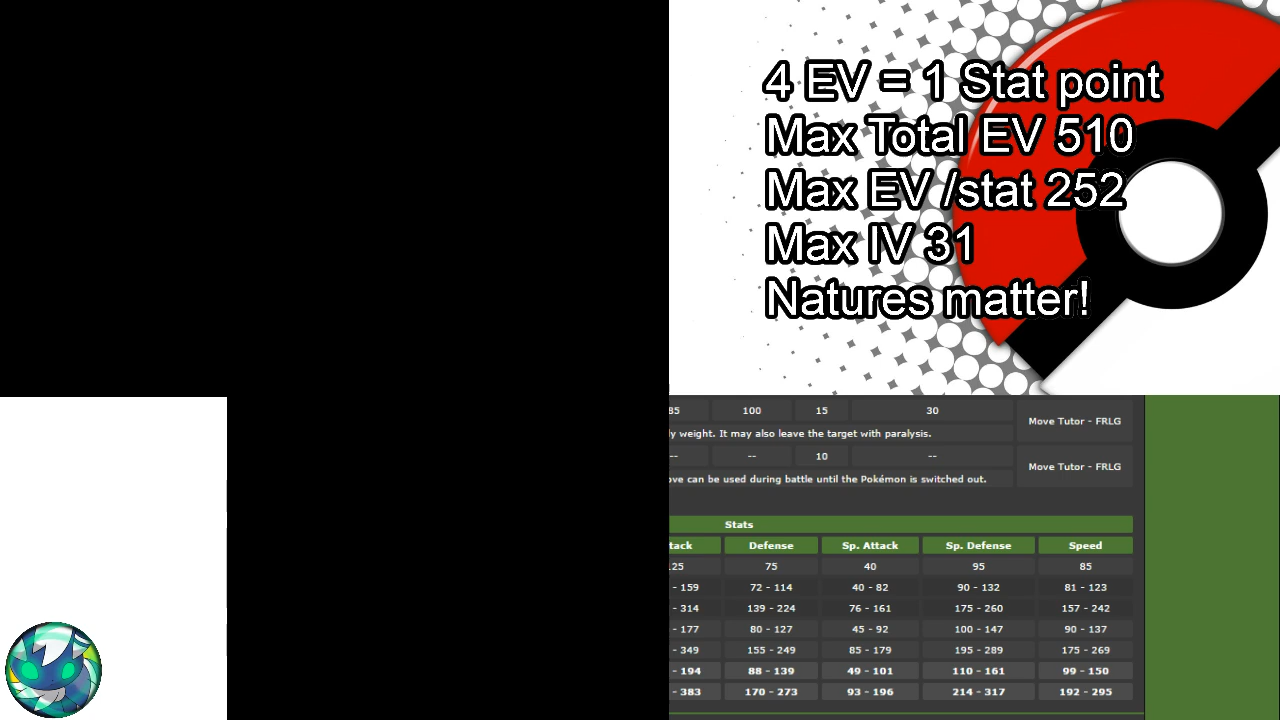 4 EV = 1 Stat point
Max Total EV 510
Max EV /stat 252
Max IV 31
Natures matter!
85 100 15 30
Move Tutor - FRLG
ly weight. It may also leave the target with paralysis.
-- -- 10 --
Move Tutor - FRLG
ove can be used during battle until the Pokémon is switched out.
Stats
tack Defense Sp. Attack Sp. Defense Speed
25 75 40 95 85
- 159 72 - 114 40 - 82 90 - 132 81 - 123
- 314 139 - 224 76 - 161 175 - 260 157 - 242
- 177 80 - 127 45 - 92 100 - 147 90 - 137
- 349 155 - 249 85 - 179 195 - 289 175 - 269
- 194 88 - 139 49 - 101 110 - 161 99 - 150
- 383 170 - 273 93 - 196 214 - 317 192 - 295